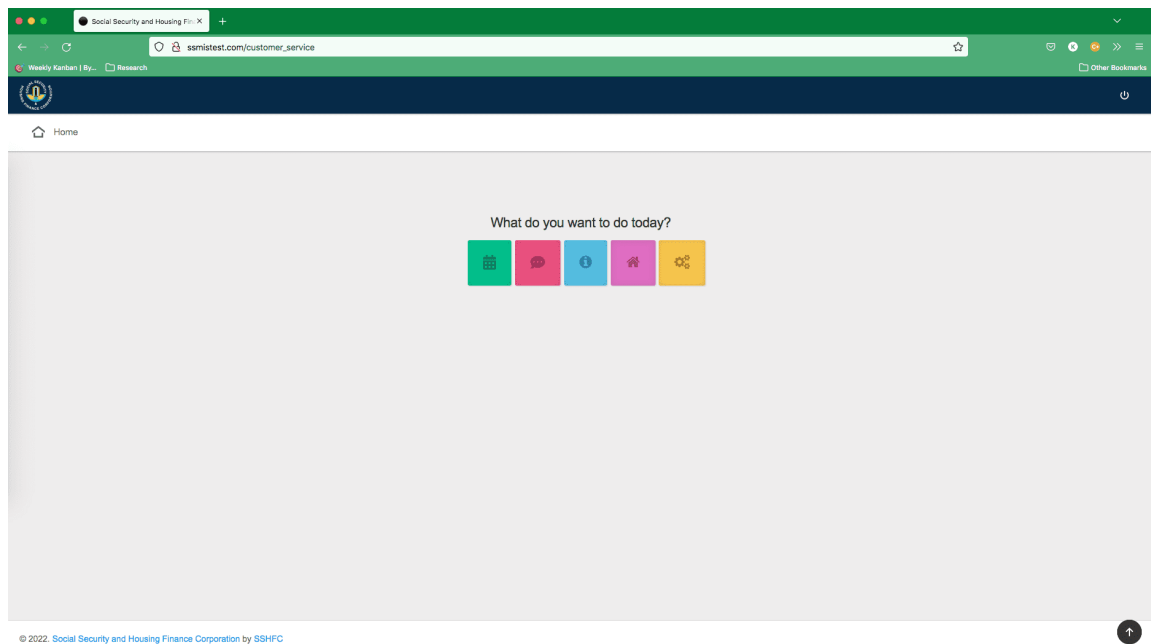 Social Security and Housing Fin
ssmistest.com/customer_service
Weekly Kanban | By...
Research
Other Bookmarks
Home
What do you want to do today?
© 2022. Social Security and Housing Finance Corporation by SSHFC